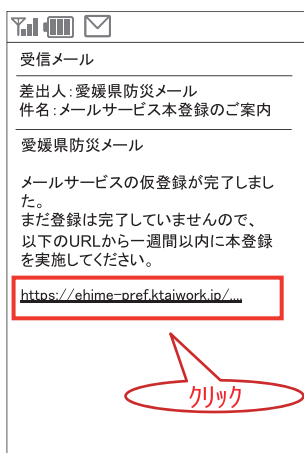 受信メール
差出人：愛媛県防災メール
件名：メールサービス本登録のご案内
愛媛県防災メール
メールサービスの仮登録が完了しまし
た。
まだ登録は完了していませんので、
以下のURLから一週間以内に本登録
を実施してください。
https://ehime-pref.ktaiwork.jp/....
クリック